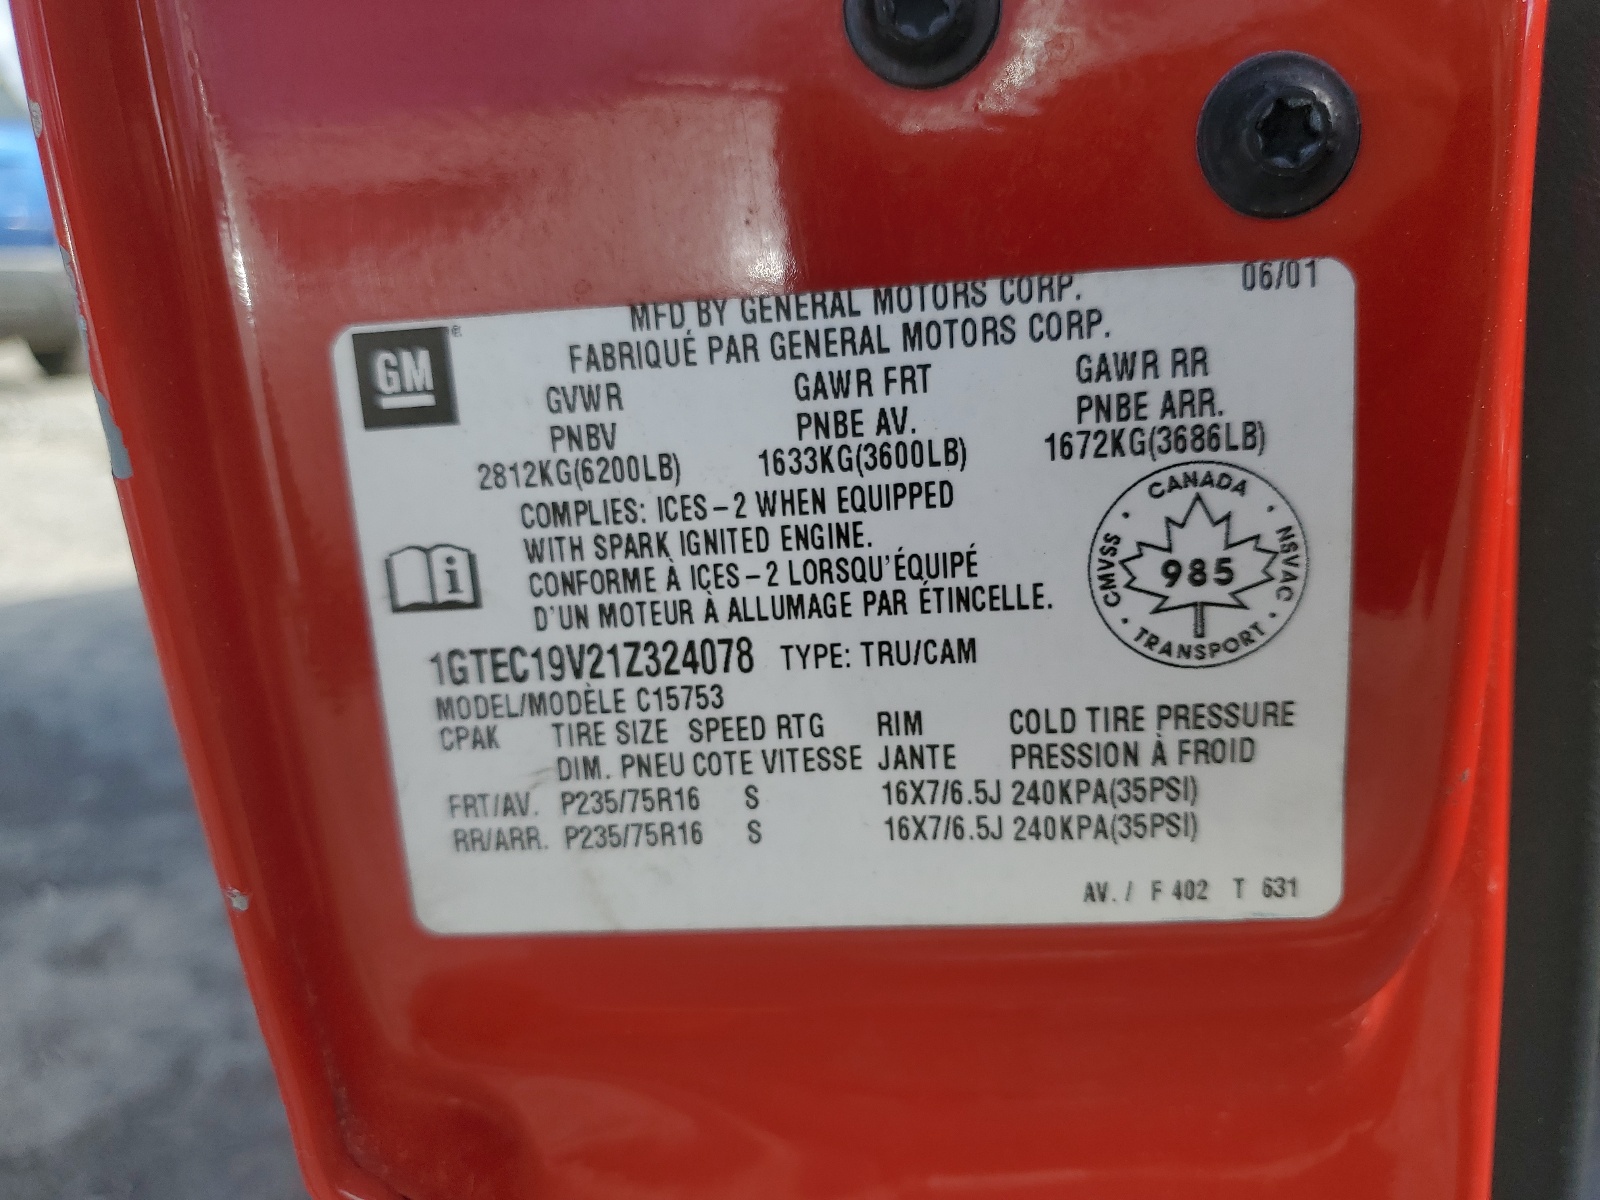 06/01
MFD BY GENERAL MOTORS CORP.
FABRIQUÉ PAR GENERAL MOTORS CORP.
GM ®
GVWR GAWR FRT GAWR RR
PNBV PNBE AV. PNBE ARR.
2812KG(6200LB) 1633KG(3600LB) 1672KG(3686LB)
COMPLIES: ICES-2 WHEN EQUIPPED
WITH SPARK IGNITED ENGINE.
CONFORME À ICES-2 LORSQU'ÉQUIPÉ
D'UN MOTEUR À ALLUMAGE PAR ÉTINCELLE.
i
CANADA
CMVSS · NSVAC
985
· TRANSPORT ·
1GTEC19V21Z324078 TYPE: TRU/CAM
MODEL/MODÈLE C15753
CPAK TIRE SIZE SPEED RTG RIM COLD TIRE PRESSURE
DIM. PNEU COTE VITESSE JANTE PRESSION À FROID
FRT/AV. P235/75R16 S 16X7/6.5J 240KPA(35PSI)
RR/ARR. P235/75R16 S 16X7/6.5J 240KPA(35PSI)
AV. / F 402 T 631